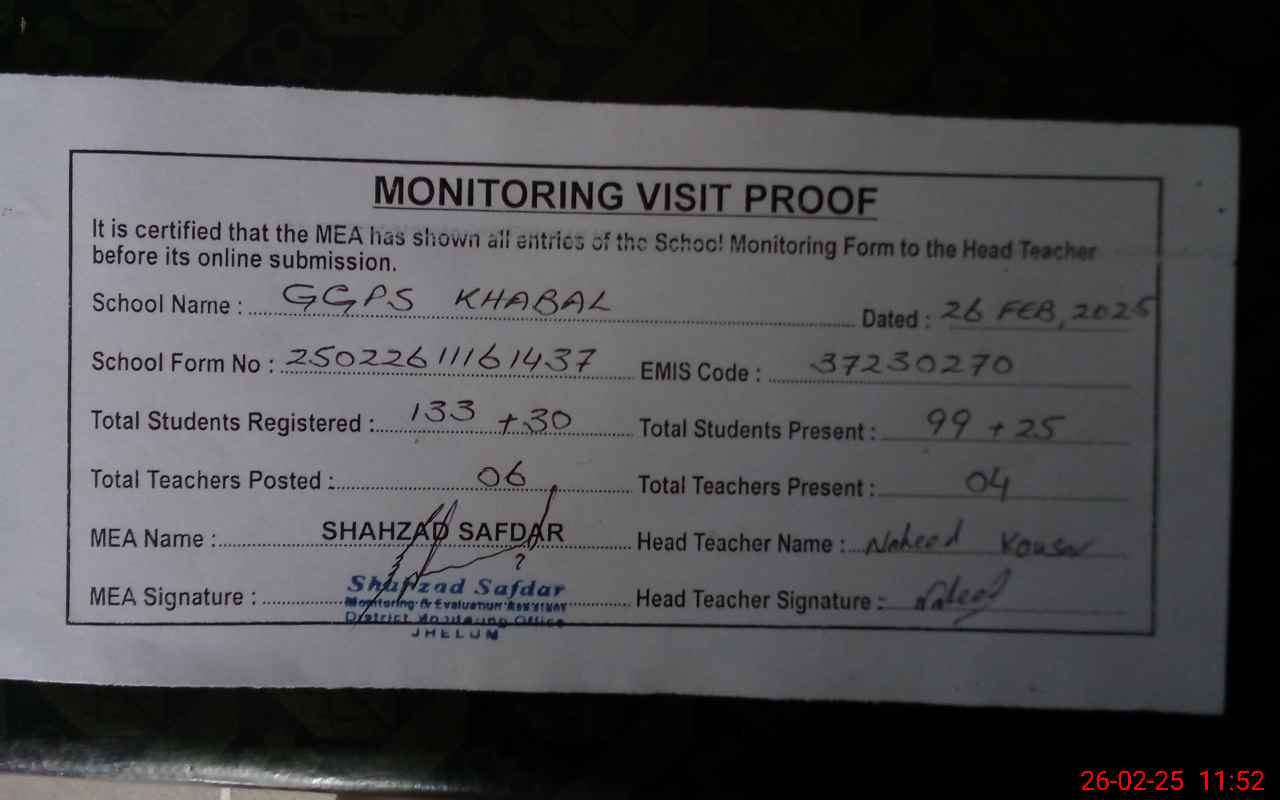 MONITORING VISIT PROOF
It is certified that the MEA has shown all entries of the School Monitoring Form to the Head Teacher
before its online submission.
School Name : GGPS KHABAL Dated : 26 FEB, 2025
School Form No : 25022611161437 EMIS Code : 37230270
Total Students Registered : 133 + 30 Total Students Present : 99 + 25
Total Teachers Posted : 06 Total Teachers Present : 04
MEA Name : SHAHZAD SAFDAR Head Teacher Name : Naheed Kousar
MEA Signature : Head Teacher Signature : Naheed
Shahzad Safdar
Monitoring & Evaluation Assistant
District Monitoring Office
JHELUM
26-02-25 11:52